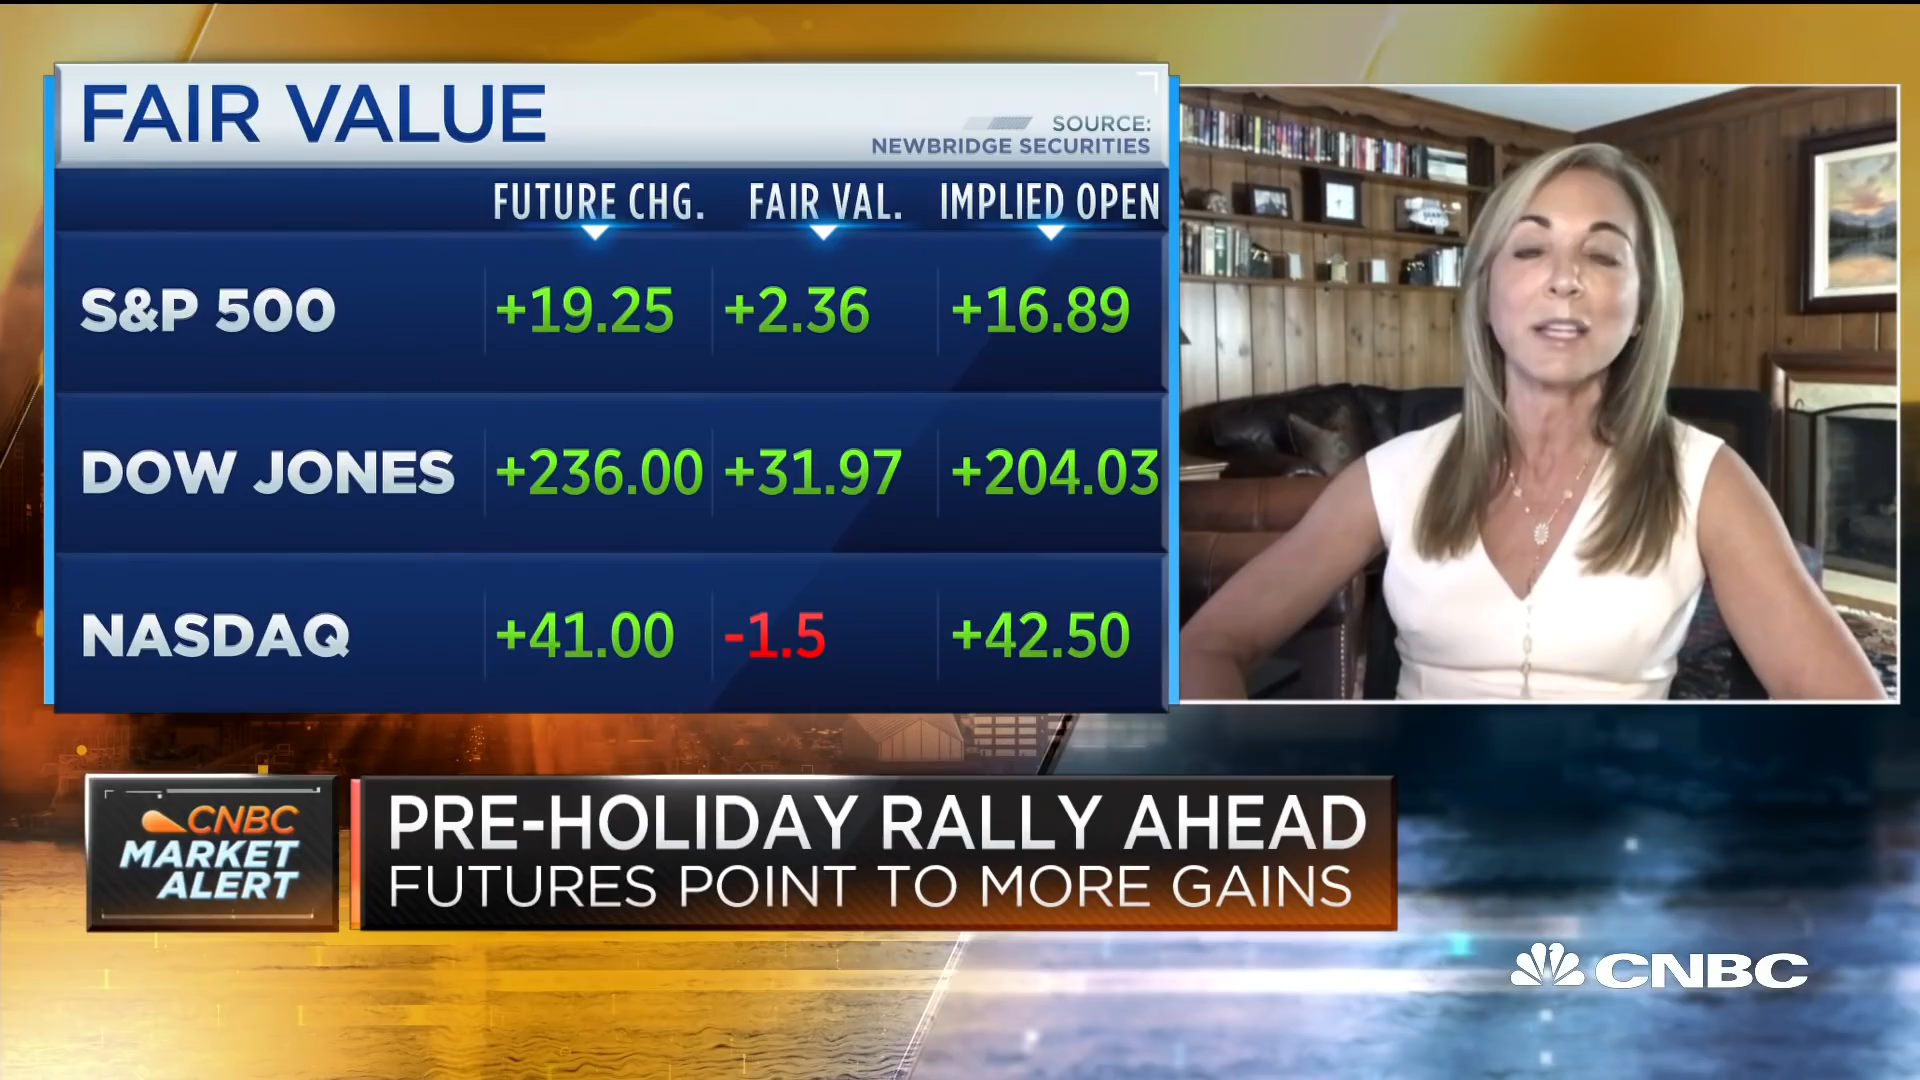 FAIR VALUE
SOURCE:
NEWBRIDGE SECURITIES
FUTURE CHG. FAIR VAL. IMPLIED OPEN
S&P 500 +19.25 +2.36 +16.89
DOW JONES +236.00 +31.97 +204.03
NASDAQ +41.00 -1.5 +42.50
CNBC
MARKET
ALERT
PRE-HOLIDAY RALLY AHEAD
FUTURES POINT TO MORE GAINS
CNBC